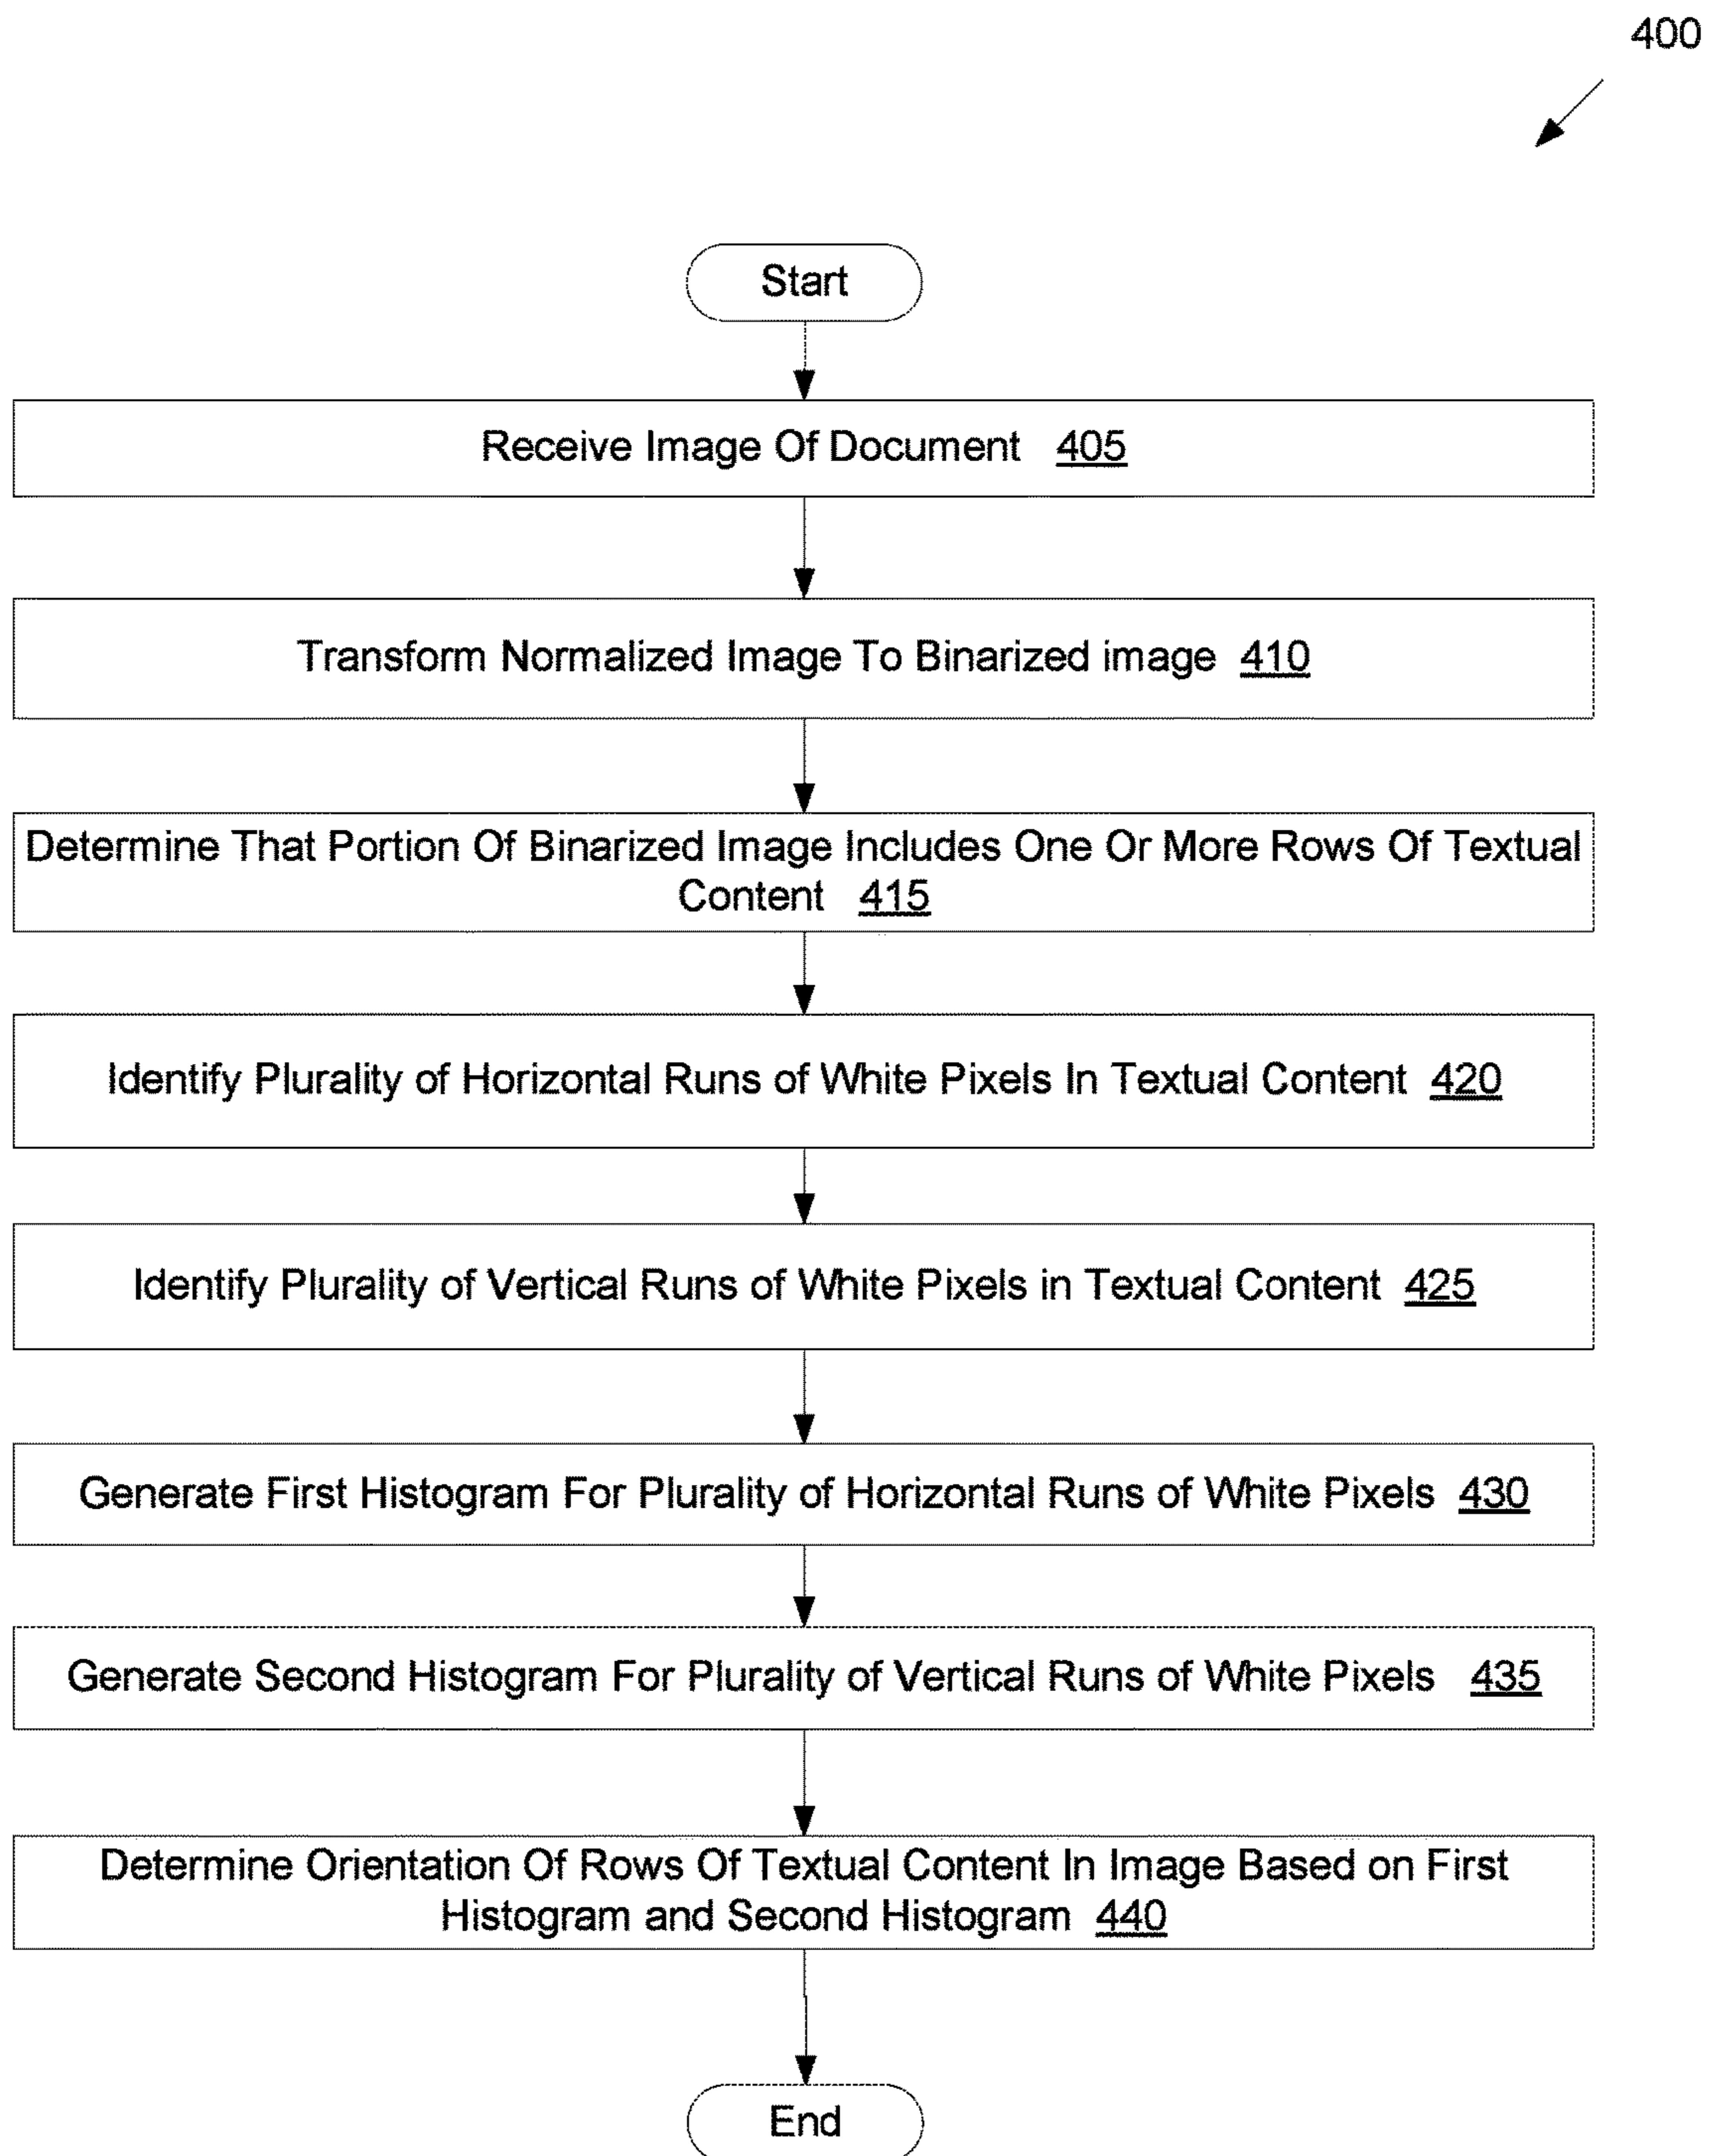 400
Start
Receive Image Of Document 405
Transform Normalized Image To Binarized image 410
Determine That Portion Of Binarized Image Includes One Or More Rows Of Textual
Content 415
Identify Plurality of Horizontal Runs of White Pixels In Textual Content 420
Identify Plurality of Vertical Runs of White Pixels in Textual Content 425
Generate First Histogram For Plurality of Horizontal Runs of White Pixels 430
Generate Second Histogram For Plurality of Vertical Runs of White Pixels 435
Determine Orientation Of Rows Of Textual Content In Image Based on First
Histogram and Second Histogram 440
End